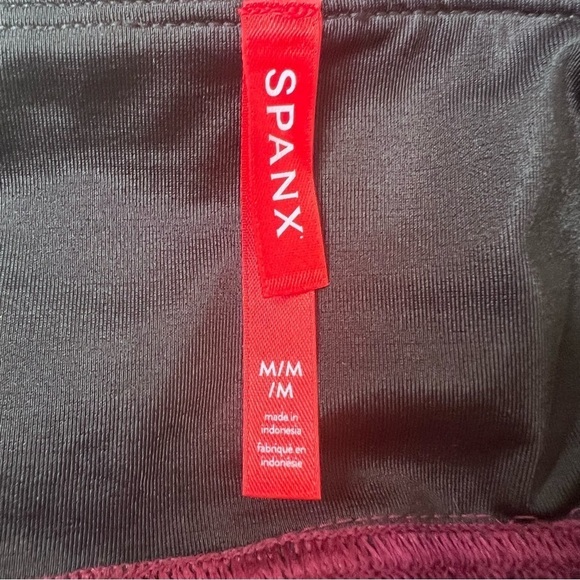 SPANX
M/M
/M
made in
indonesia
fabriqué en
indonésie